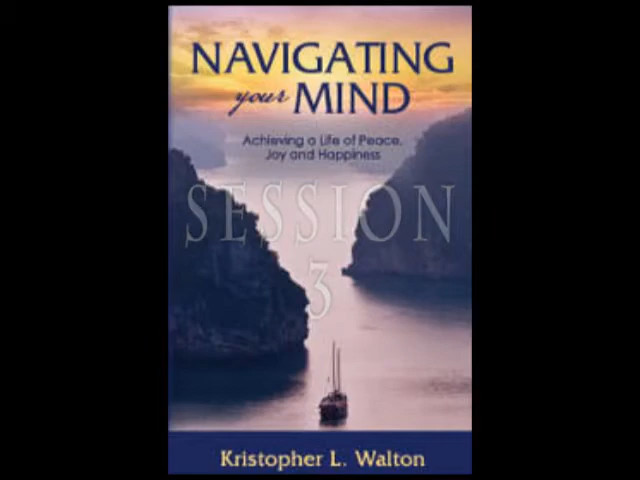 NAVIGATING
your MIND
Achieving a Life of Peace,
Joy and Happiness
SESSION
3
Kristopher L. Walton